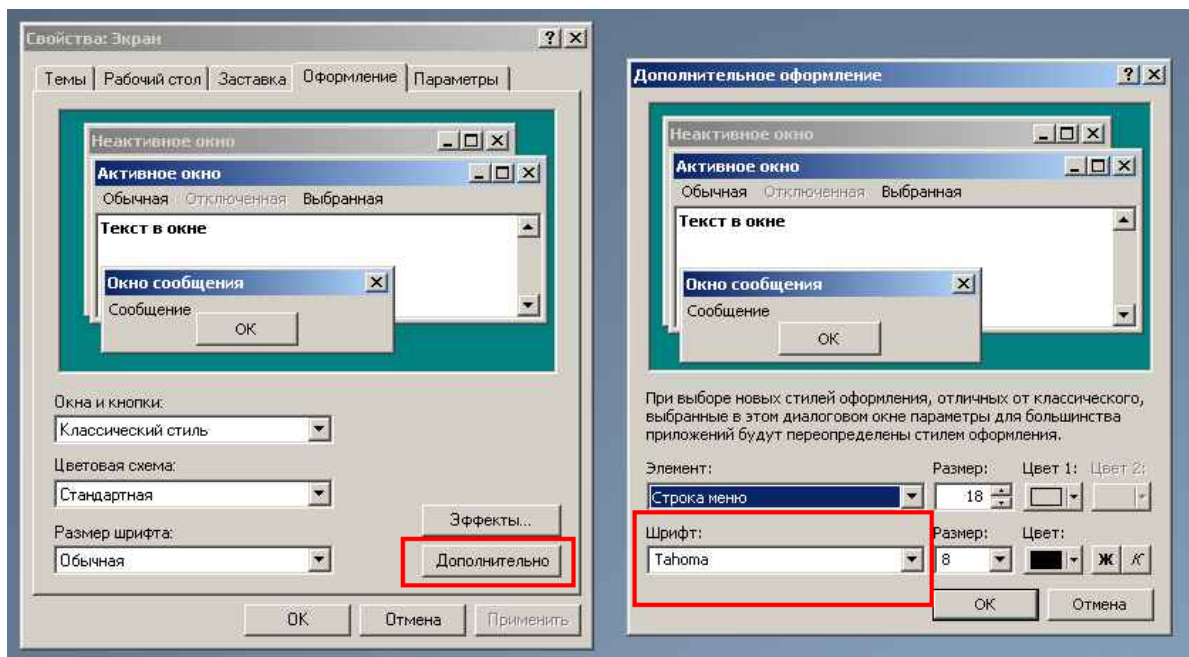 Свойства: Экран
Темы
Рабочий стол
Заставка
Оформление
Параметры
Неактивное окно
Активное окно
Обычная Отключенная Выбранная
Текст в окне
Окно сообщения
Сообщение
OK
Окна и кнопки:
Классический стиль
Цветовая схема:
Стандартная
Размер шрифта:
Обычная
Эффекты...
Дополнительно
OK
Отмена
Применить
Дополнительное оформление
Неактивное окно
Активное окно
Обычная Отключенная Выбранная
Текст в окне
Окно сообщения
Сообщение
OK
При выборе новых стилей оформления, отличных от классического,
выбранные в этом диалоговом окне параметры для большинства
приложений будут переопределены стилем оформления.
Элемент: Размер: Цвет 1: Цвет 2:
Строка меню 18
Шрифт: Размер: Цвет:
Tahoma 8 Ж К
OK
Отмена